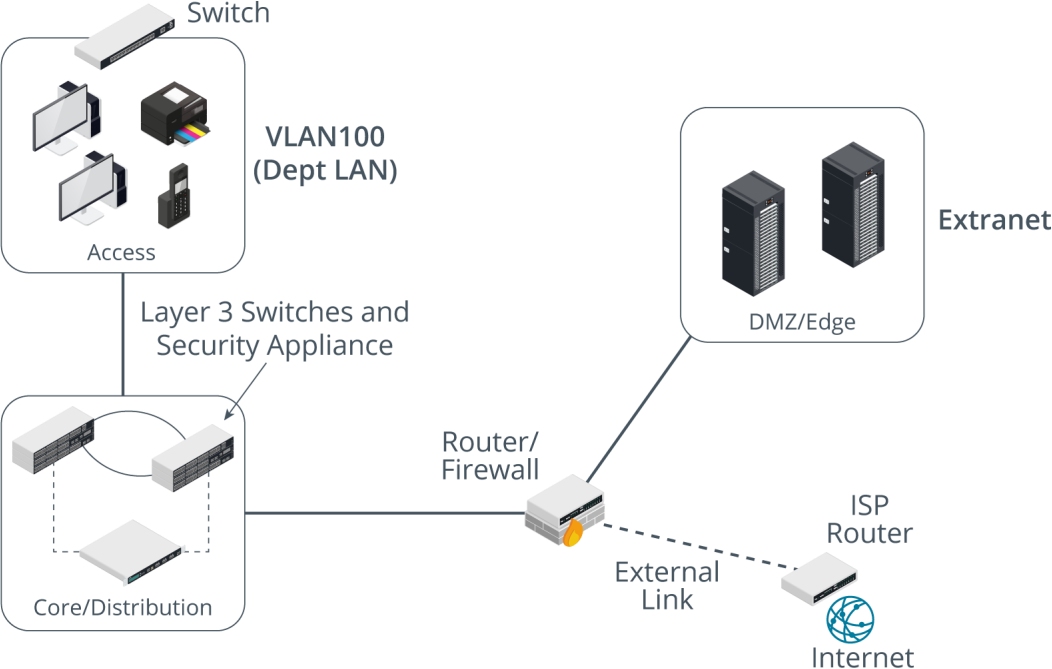 Switch
VLAN100
(Dept LAN)
Access
Extranet
DMZ/Edge
Layer 3 Switches and
Security Appliance
Router/
Firewall
ISP
Router
External
Link
Core/Distribution
Internet